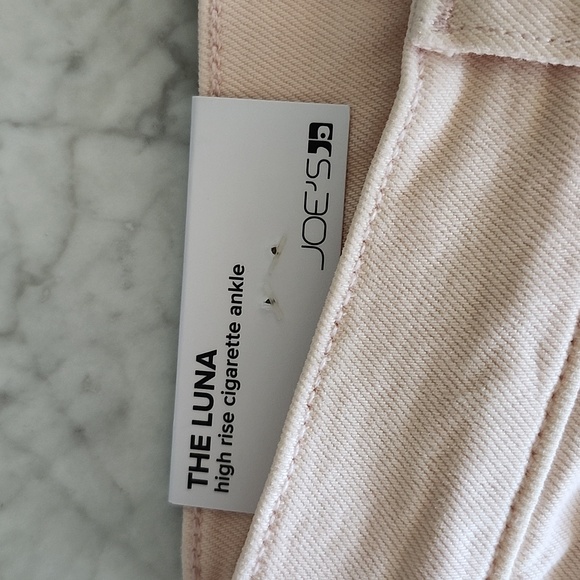 JOE'S
THE LUNA
high rise cigarette ankle